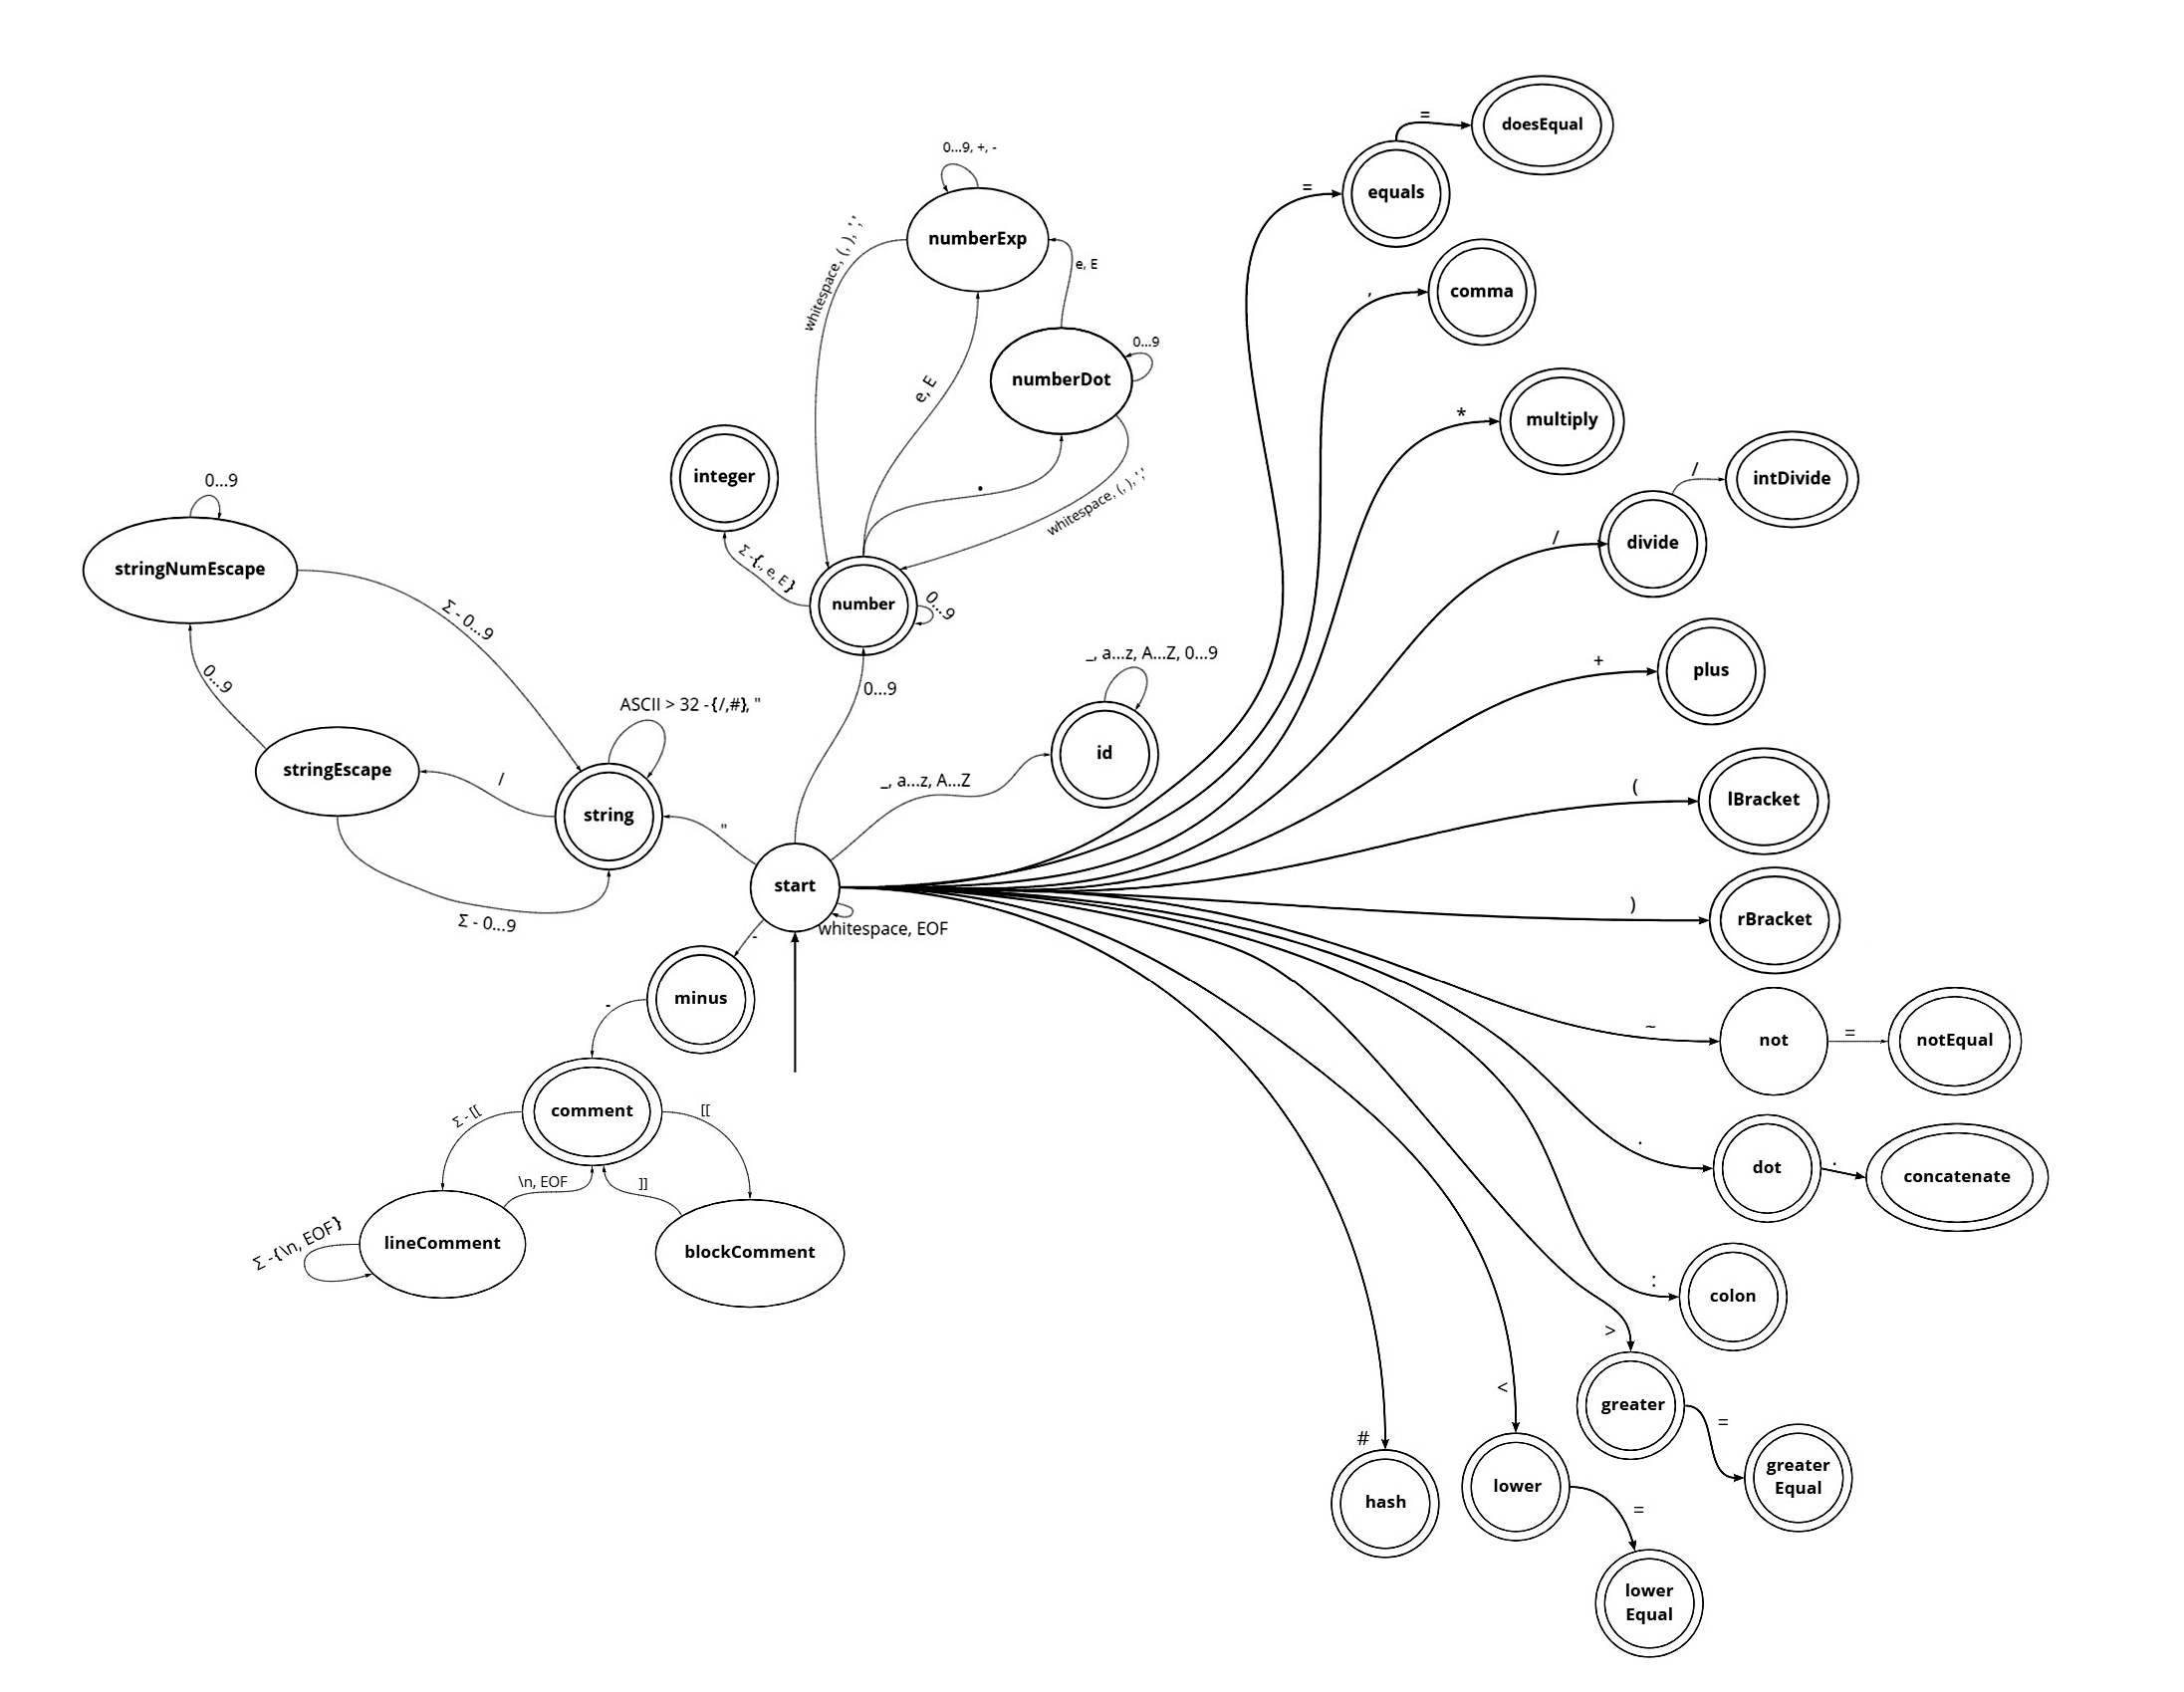 =
doesEqual
0...9, +, -
=
equals
whitespace, (, ), ','
numberExp
e, E
,
comma
0...9
numberDot
e, E
*
multiply
integer
.
whitespace, (, ), ','
/
intDivide
0...9
/
divide
stringNumEscape
Σ -{., e, E}
number
0...9
Σ - 0...9
_, a...z, A...Z, 0...9
+
plus
0...9
0...9
ASCII > 32 -{/,#}, "
id
stringEscape
/
_, a...z, A...Z
(
lBracket
string
"
start
)
rBracket
Σ - 0...9
whitespace, EOF
-
minus
-
~
not
=
notEqual
comment
Σ - [[
[[
.
dot
.
concatenate
\n, EOF
]]
Σ -{\n, EOF}
lineComment
blockComment
:
colon
>
<
greater
=
#
greater
Equal
hash
lower
=
lower
Equal